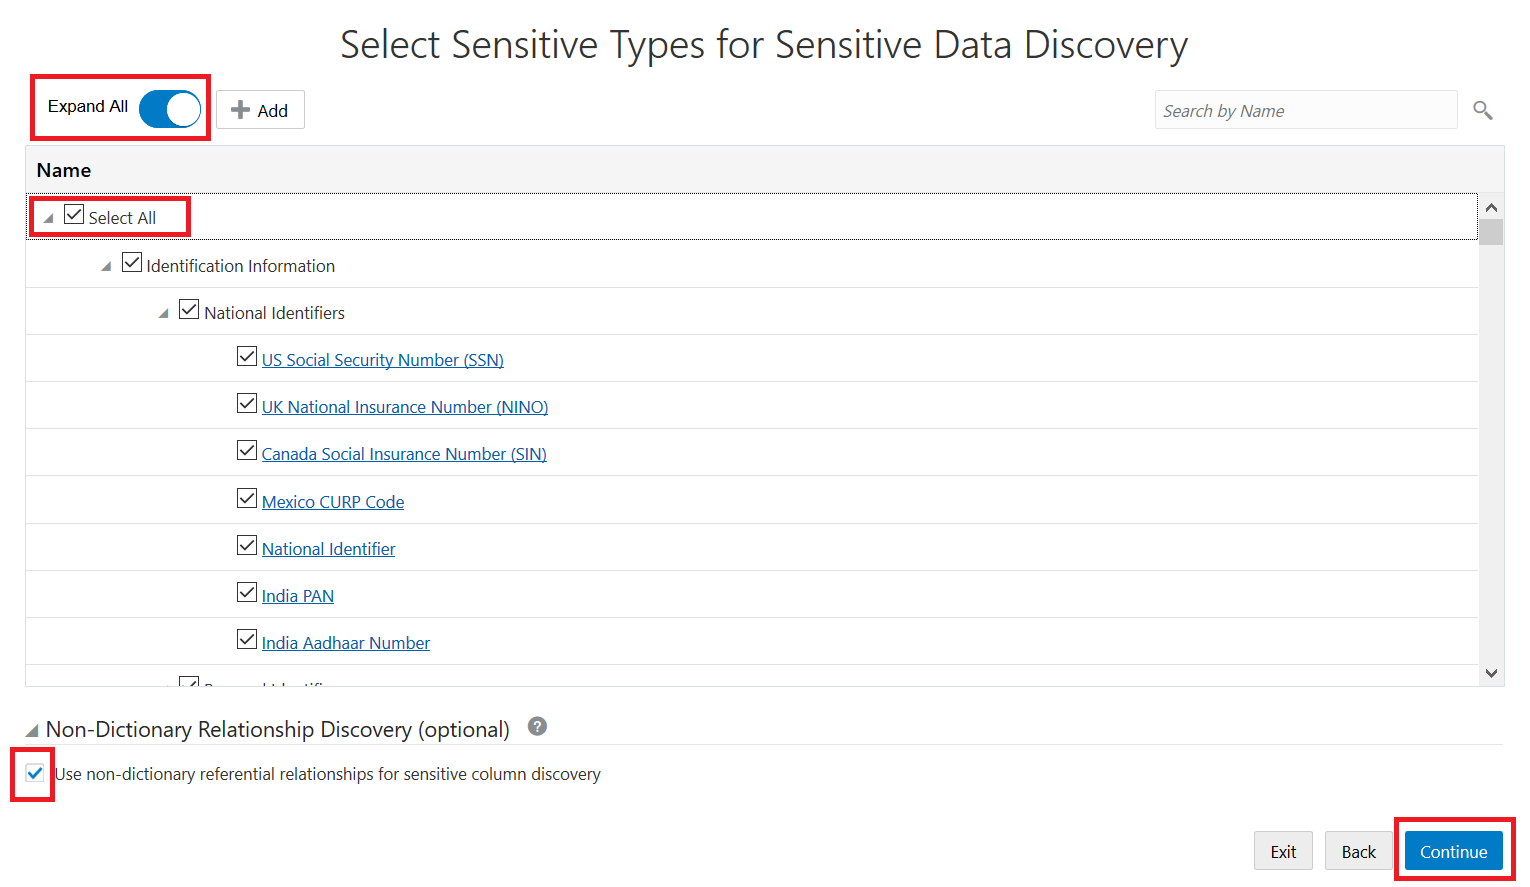 Select Sensitive Types for Sensitive Data Discovery
Expand All
Add
Search by Name
Name
Select All
Identification Information
National Identifiers
US Social Security Number (SSN)
UK National Insurance Number (NINO)
Canada Social Insurance Number (SIN)
Mexico CURP Code
National Identifier
India PAN
India Aadhaar Number
Non-Dictionary Relationship Discovery (optional) ?
Use non-dictionary referential relationships for sensitive column discovery
Exit Back Continue